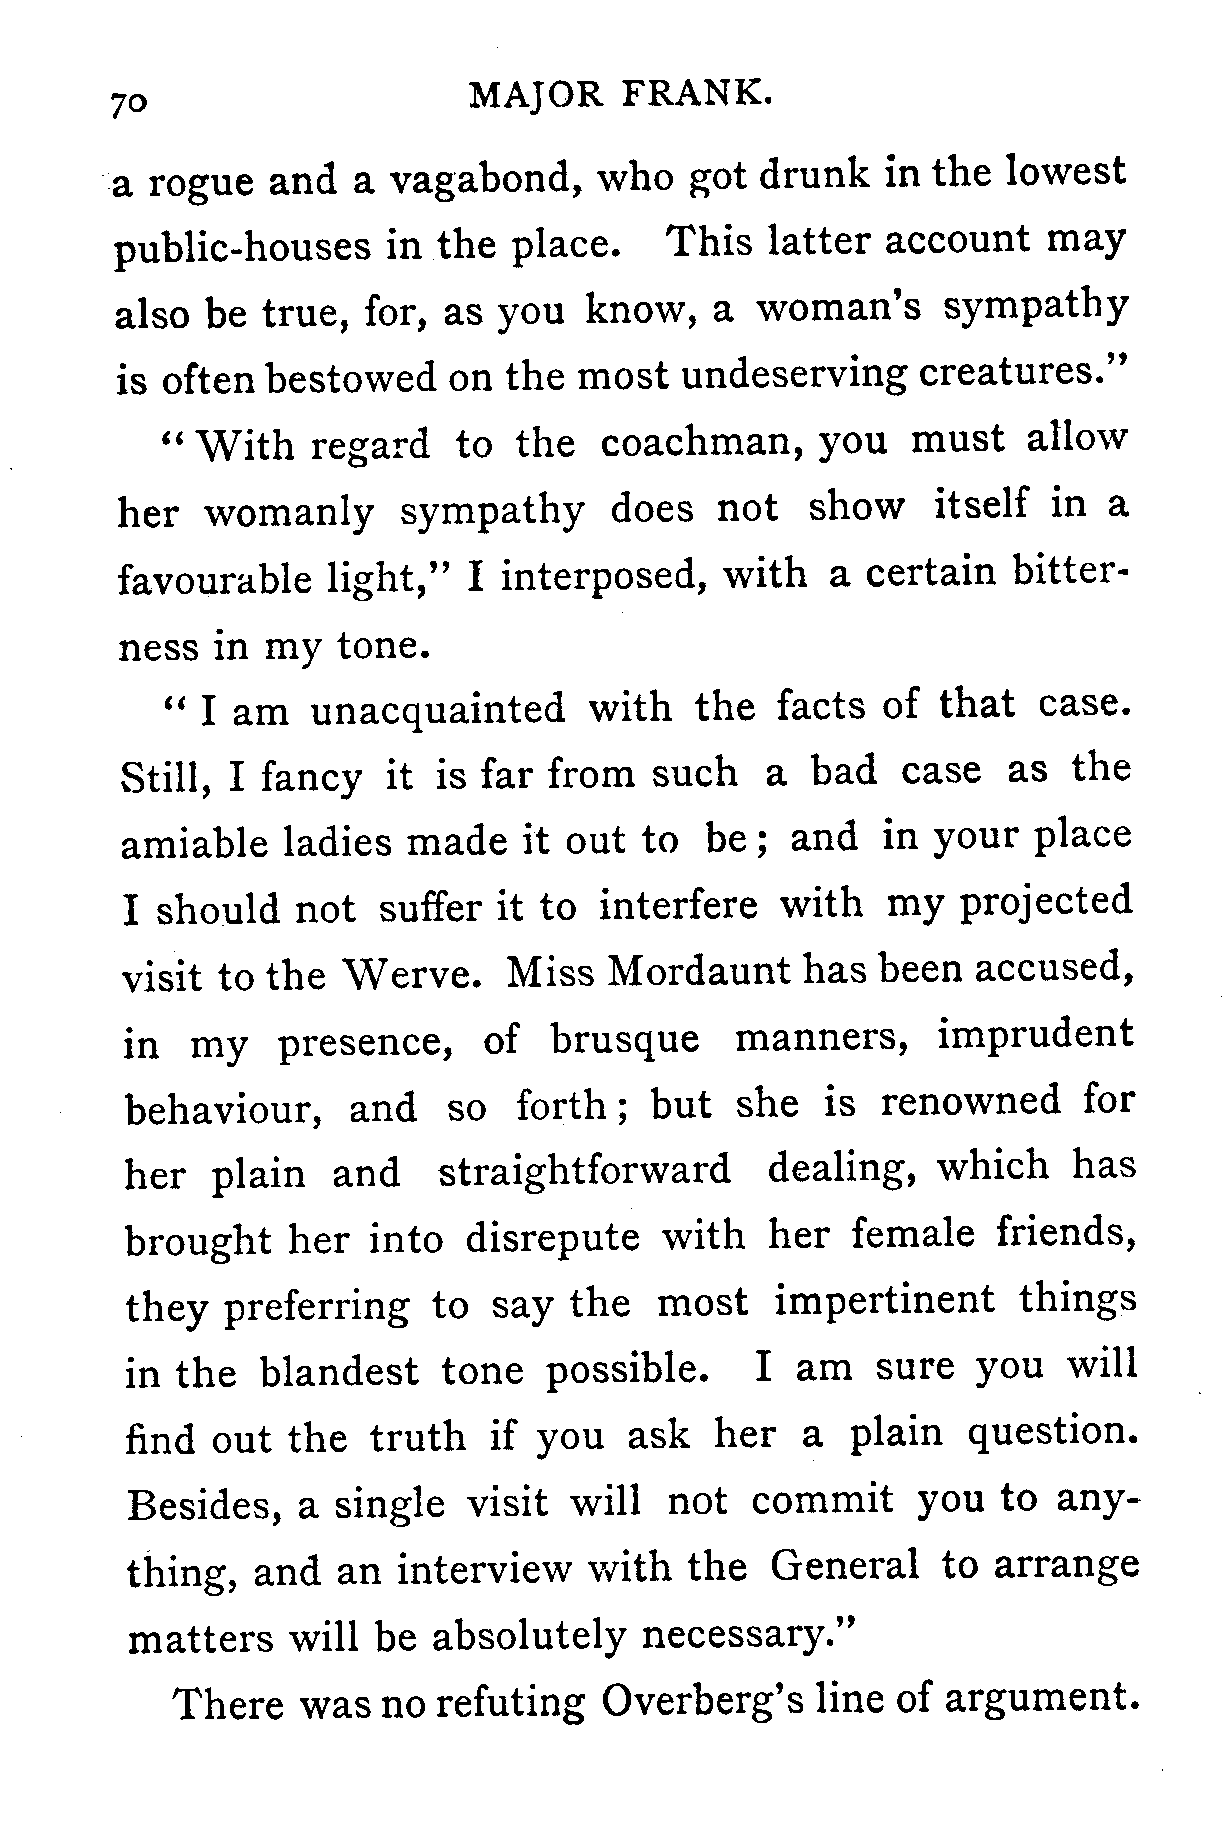 70 MAJOR FRANK.
a rogue and a vagabond, who got drunk in the lowest
public-houses in the place. This latter account may
also be true, for, as you know, a woman's sympathy
is often bestowed on the most undeserving creatures."
"With regard to the coachman, you must allow
her womanly sympathy does not show itself in a
favourable light," I interposed, with a certain bitter-
ness in my tone.
"I am unacquainted with the facts of that case.
Still, I fancy it is far from such a bad case as the
amiable ladies made it out to be; and in your place
I should not suffer it to interfere with my projected
visit to the Werve. Miss Mordaunt has been accused,
in my presence, of brusque manners, imprudent
behaviour, and so forth; but she is renowned for
her plain and straightforward dealing, which has
brought her into disrepute with her female friends,
they preferring to say the most impertinent things
in the blandest tone possible. I am sure you will
find out the truth if you ask her a plain question.
Besides, a single visit will not commit you to any-
thing, and an interview with the General to arrange
matters will be absolutely necessary."
There was no refuting Overberg's line of argument.